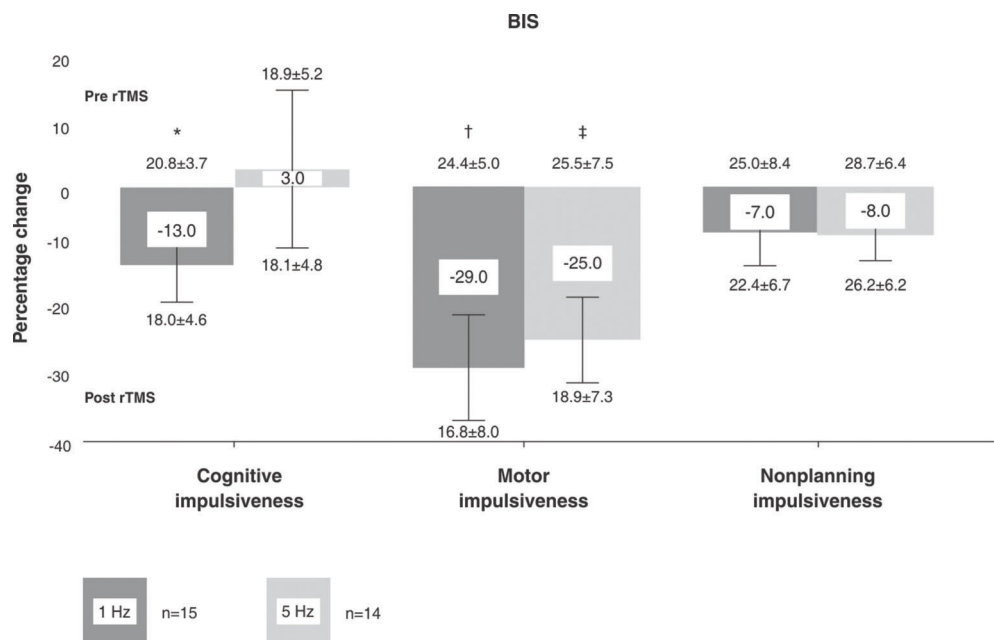 BIS
20
18.9±5.2
Pre rTMS
10
*
†
‡
20.8±3.7
24.4±5.0
25.5±7.5
25.0±8.4
28.7±6.4
0
3.0
-13.0
-7.0
-8.0
-10
18.1±4.8
-29.0
-25.0
22.4±6.7
26.2±6.2
-20
18.0±4.6
-30
Post rTMS
18.9±7.3
16.8±8.0
-40
Percentage change
Cognitive
impulsiveness
Motor
impulsiveness
Nonplanning
impulsiveness
1 Hz n=15
5 Hz n=14